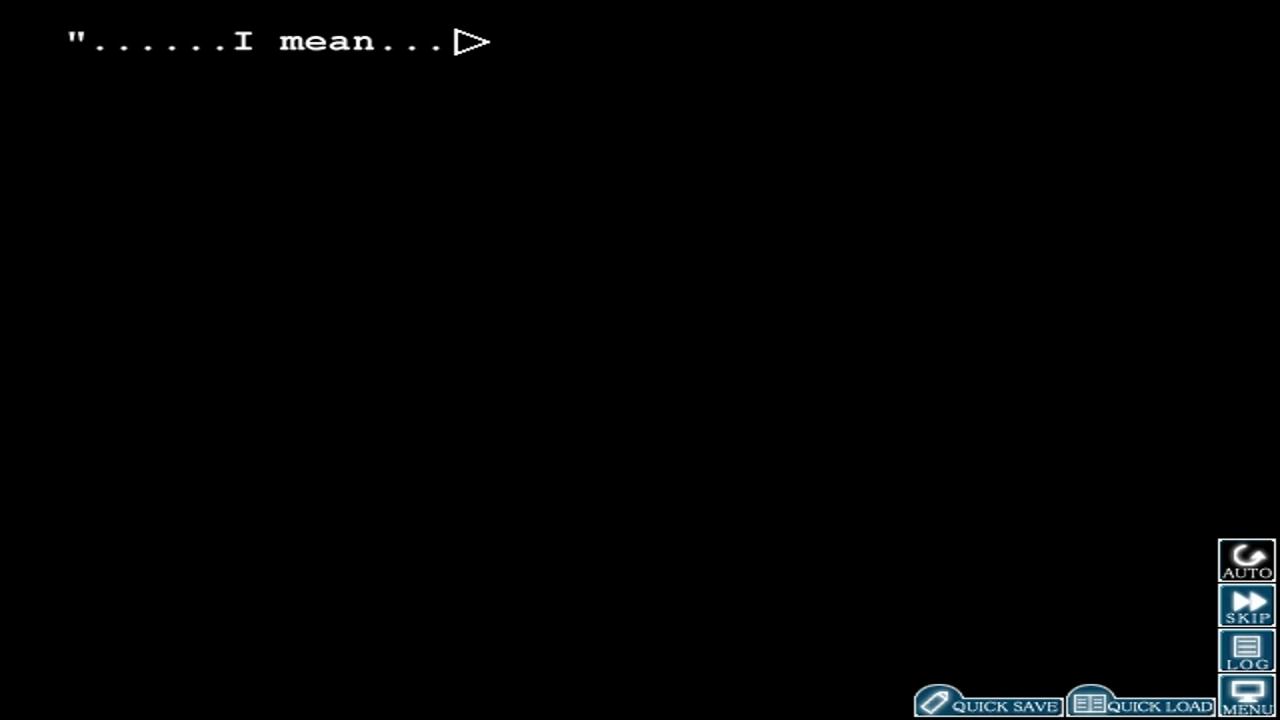 "......I mean...
AUTO
SKIP
LOG
QUICK SAVE
QUICK LOAD
MENU